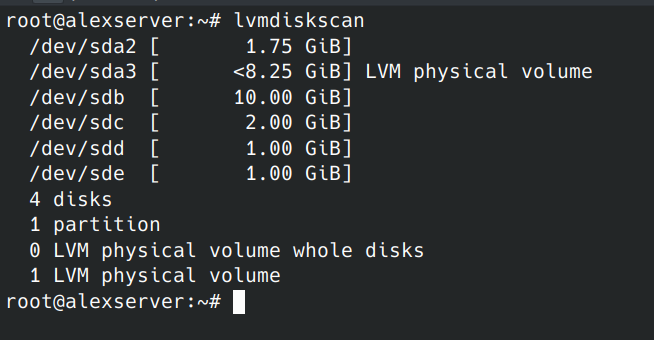 root@alexserver:~# lvmdiskscan
  /dev/sda2 [       1.75 GiB]
  /dev/sda3 [      <8.25 GiB] LVM physical volume
  /dev/sdb  [      10.00 GiB]
  /dev/sdc  [       2.00 GiB]
  /dev/sdd  [       1.00 GiB]
  /dev/sde  [       1.00 GiB]
  4 disks
  1 partition
  0 LVM physical volume whole disks
  1 LVM physical volume
root@alexserver:~#